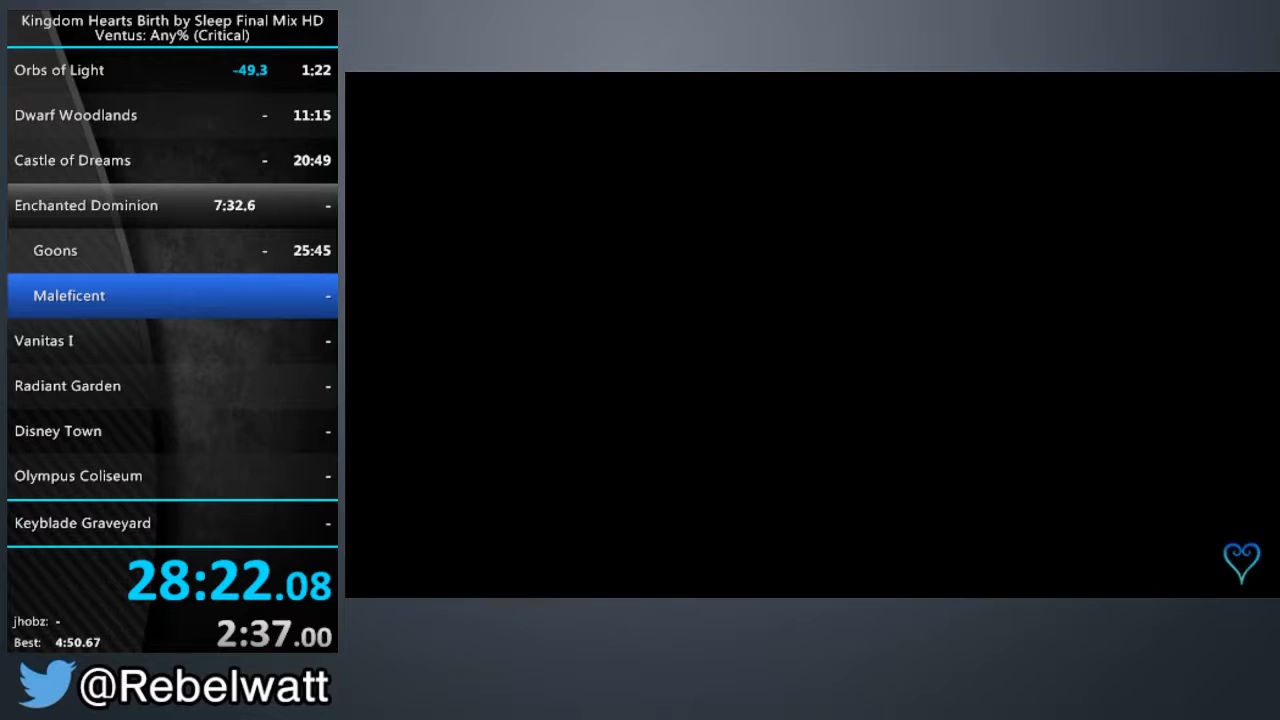 Kingdom Hearts Birth by Sleep Final Mix HD
Ventus: Any% (Critical)
Orbs of Light -49.3 1:22
Dwarf Woodlands - 11:15
Castle of Dreams - 20:49
Enchanted Dominion 7:32.6 -
Goons - 25:45
Maleficent -
Vanitas I -
Radiant Garden -
Disney Town -
Olympus Coliseum -
Keyblade Graveyard -
28:22.08
jhobz: -
2:37.00
Best: 4:50.67
@Rebelwatt